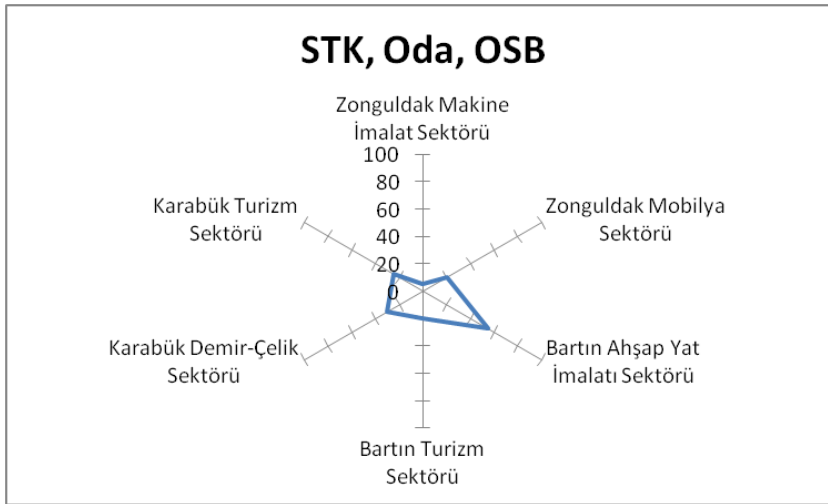 STK, Oda, OSB
Zonguldak Makine
İmalat Sektörü
100
80
60
40
20
0
Zonguldak Mobilya
Sektörü
Bartın Ahşap Yat
İmalatı Sektörü
Bartın Turizm
Sektörü
Karabük Demir-Çelik
Sektörü
Karabük Turizm
Sektörü